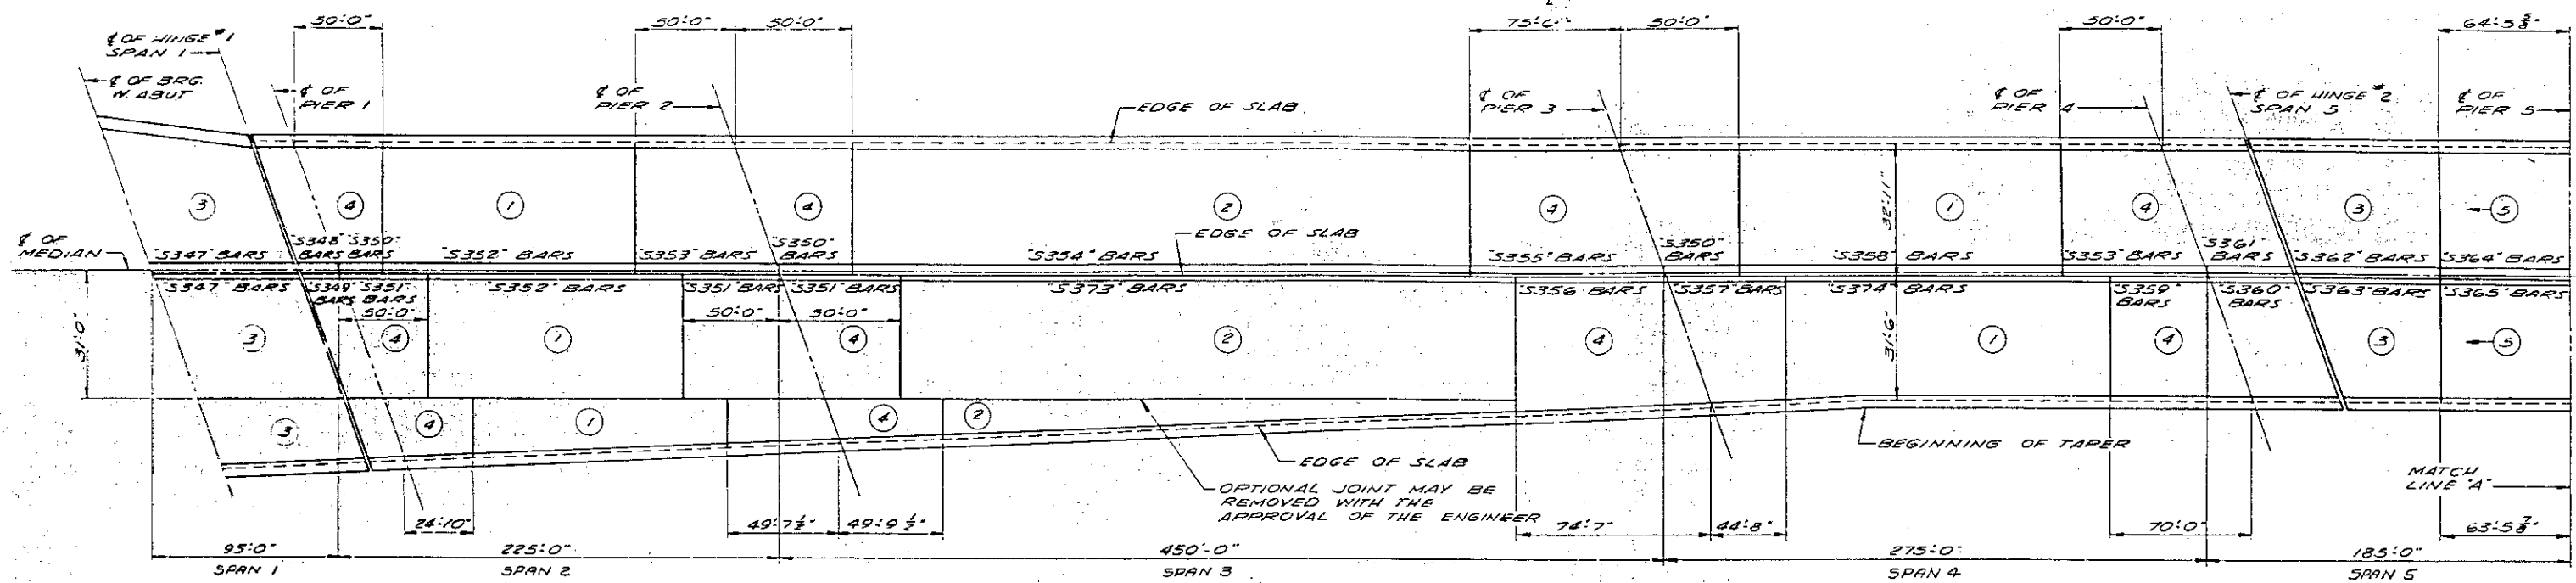 50'-0"
50'-0"
50'-0"
50'-0"
50'-0"
64'-5 5/8"
℄ OF HINGE #1
SPAN 1
℄ OF BRG.
W. ABUT
℄ OF
PIER 1
℄ OF
PIER 2
EDGE OF SLAB
℄ OF
PIER 3
℄ OF
PIER 4
℄ OF HINGE #2
SPAN 5
℄ OF
PIER 5
3
4
1
4
2
4
32'-11"
1
4
3
5
℄ OF
MEDIAN
EDGE OF SLAB
"S347" BARS
"S348"
BARS
"S350"
BARS
"S352" BARS
"S353" BARS
"S350"
BARS
"S354" BARS
"S355" BARS
"S350"
BARS
"S358" BARS
"S353" BARS
"S361"
BARS
"S362" BARS
"S364" BARS
"S347" BARS
"S349"
BARS
"S351"
BARS
"S352" BARS
"S351" BARS
"S351" BARS
"S373" BARS
"S356" BARS
"S357" BARS
"S374" BARS
"S359"
BARS
"S360"
BARS
"S363" BARS
"S365" BARS
50'-0"
50'-0"
50'-0"
31'-0"
3
4
1
4
2
4
31'-6"
1
4
3
5
3
4
1
4
2
BEGINNING OF TAPER
EDGE OF SLAB
OPTIONAL JOINT MAY BE
REMOVED WITH THE
APPROVAL OF THE ENGINEER
MATCH
LINE "A"
24'-10"
49'-7 1/2"
49'-9 1/2"
74'-7"
44'-8"
70'-0"
63'-5 7/8"
95'-0"
SPAN 1
225'-0"
SPAN 2
450'-0"
SPAN 3
275'-0"
SPAN 4
185'-0"
SPAN 5